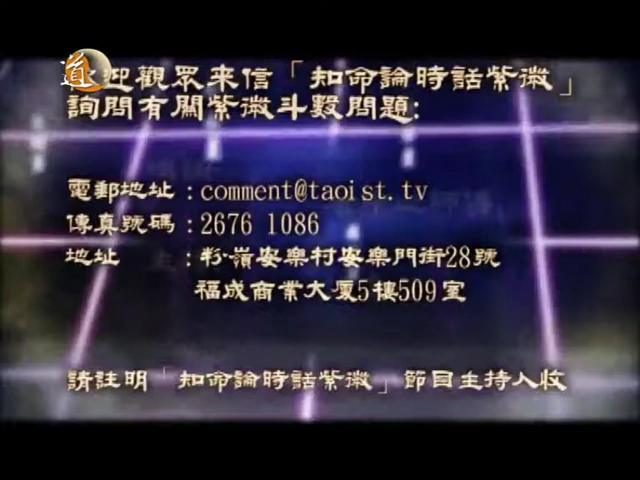 道
歡迎觀眾來信「知命論時話紫微」
詢問有關紫微斗數問題:
電郵地址 : comment@taoist.tv
傳真號碼 : 2676 1086
地址 : 粉嶺安樂村安樂門街28號
福成商業大厦5樓509室
請註明「知命論時話紫微」節目主持人收